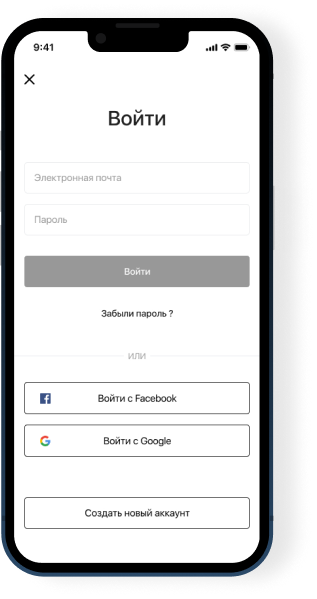 9:41
Войти
Электронная почта
Пароль
Войти
Забыли пароль ?
ИЛИ
Войти с Facebook
Войти с Google
Создать новый аккаунт